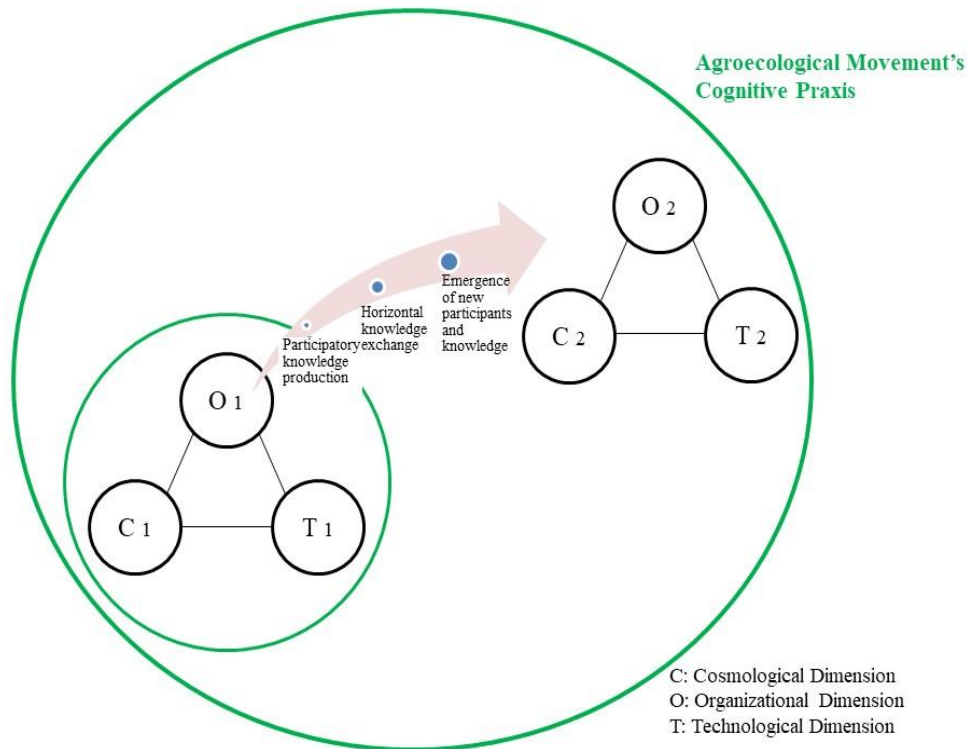 Agroecological Movement's
Cognitive Praxis
O 2
C 2
T 2
Emergence
of new
participants
and
knowledge
Horizontal
knowledge
exchange
Participatory
knowledge
production
O 1
C 1
T 1
C: Cosmological Dimension
O: Organizational Dimension
T: Technological Dimension